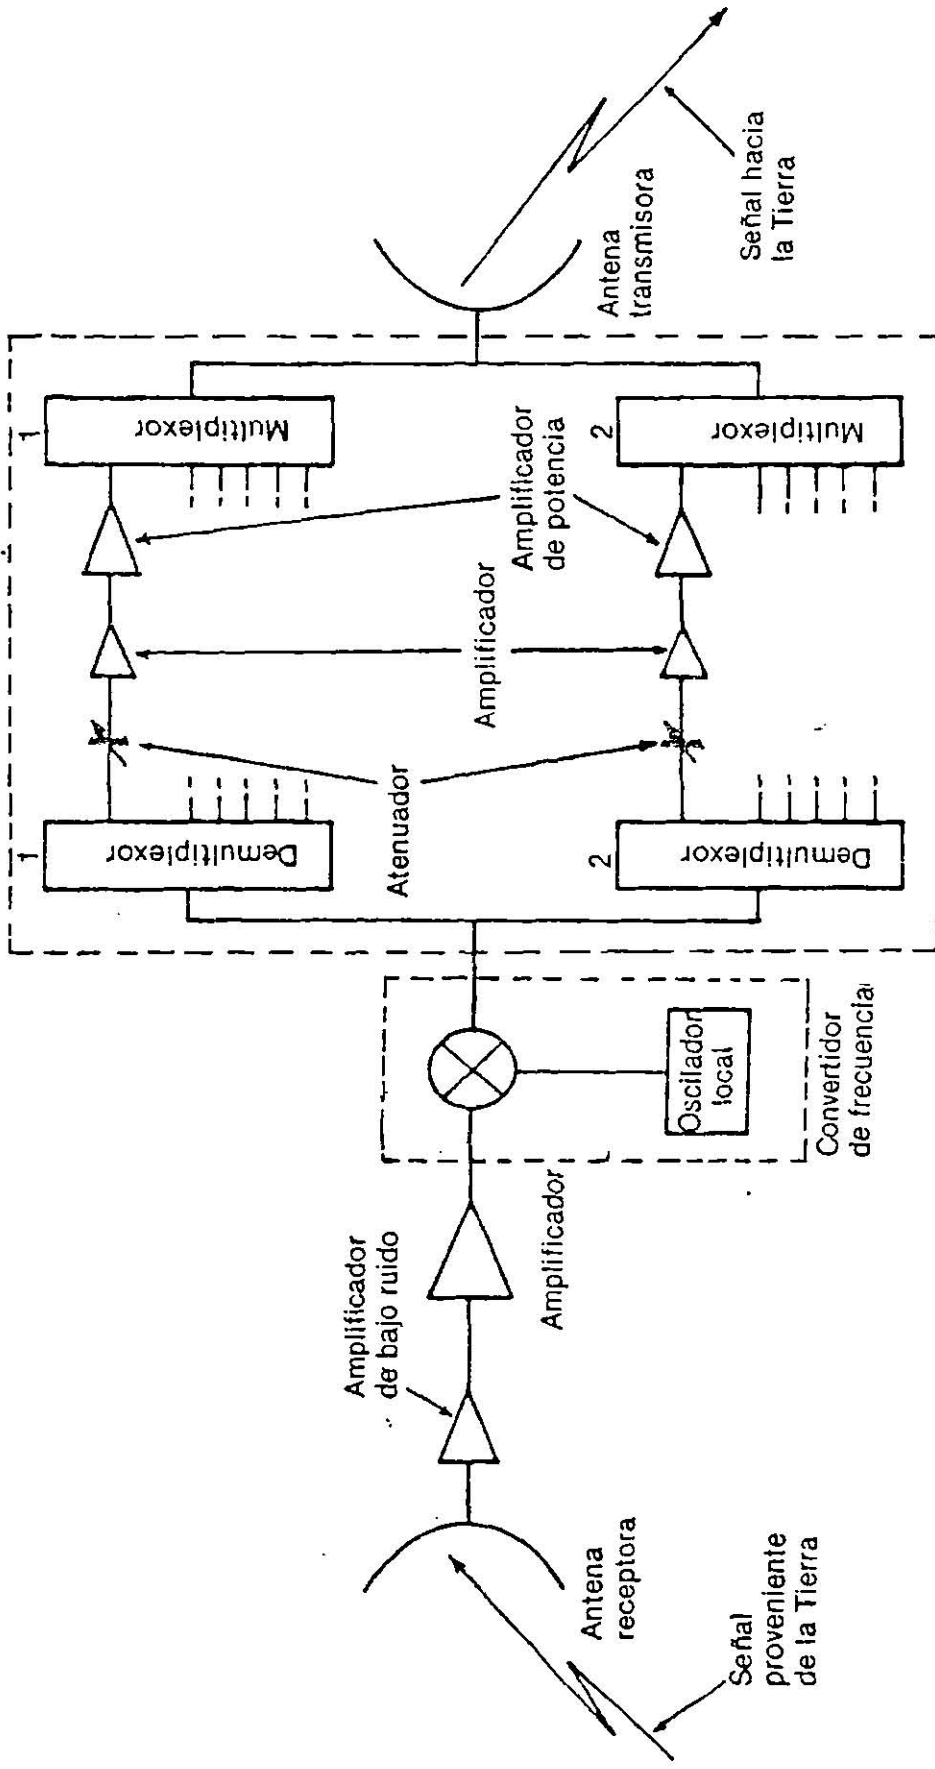 Señal
proveniente
de la Tierra
Antena
receptora
Amplificador
de bajo ruido
Amplificador
Oscilador
local
Convertidor
de frecuencia
1
Demultiplexor
2
Demultiplexor
Atenuador
Amplificador
Amplificador
de potencia
1
Multiplexor
2
Multiplexor
Antena
transmisora
Señal hacia
la Tierra